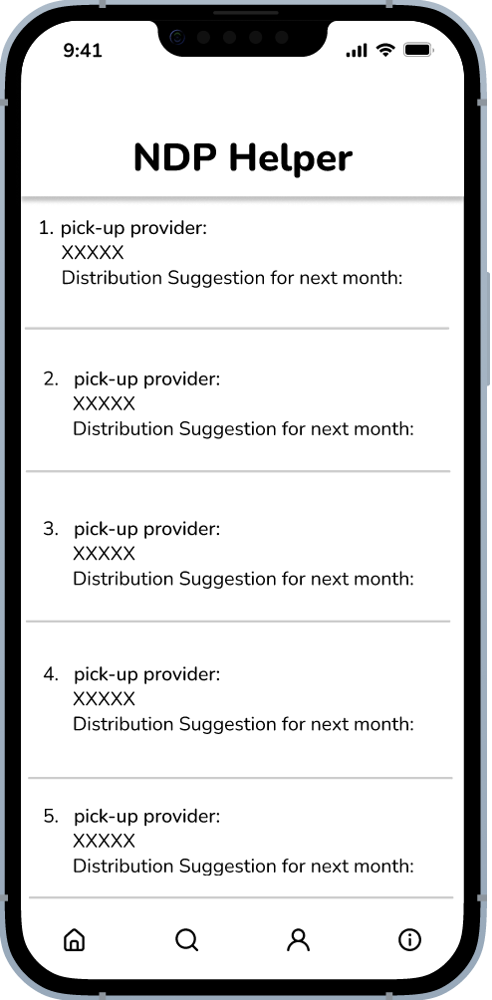 9:41
NDP Helper
1. pick-up provider:
XXXXX
Distribution Suggestion for next month:
2. pick-up provider:
XXXXX
Distribution Suggestion for next month:
3. pick-up provider:
XXXXX
Distribution Suggestion for next month:
4. pick-up provider:
XXXXX
Distribution Suggestion for next month:
5. pick-up provider:
XXXXX
Distribution Suggestion for next month: